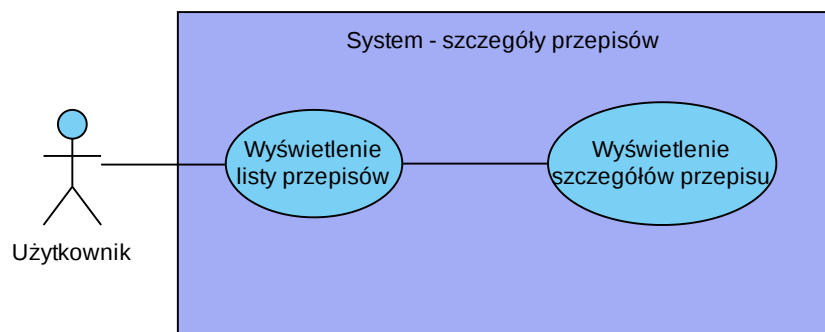 System - szczegóły przepisów
Wyświetlenie
listy przepisów
Wyświetlenie
szczegółów przepisu
Użytkownik